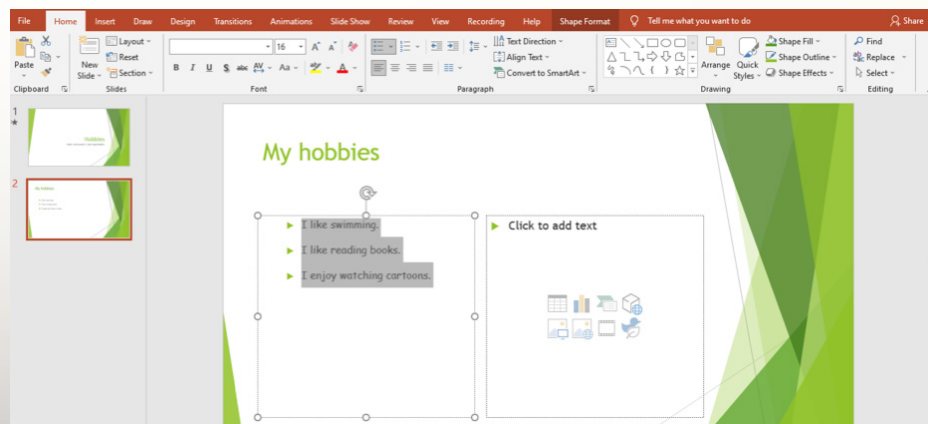 File Home Insert Draw Design Transitions Animations Slide Show Review View Recording Help Shape Format Tell me what you want to do Share
Paste
Clipboard
New Slide
Layout
Reset
Section
Slides
16
B I U S abc AV Aa A
Font
Text Direction
Align Text
Convert to SmartArt
Paragraph
Arrange
Quick Styles
Shape Fill
Shape Outline
Shape Effects
Drawing
Find
Replace
Select
Editing
1
Hobbies
2
My hobbies
My hobbies
I like swimming.
I like reading books.
I enjoy watching cartoons.
Click to add text